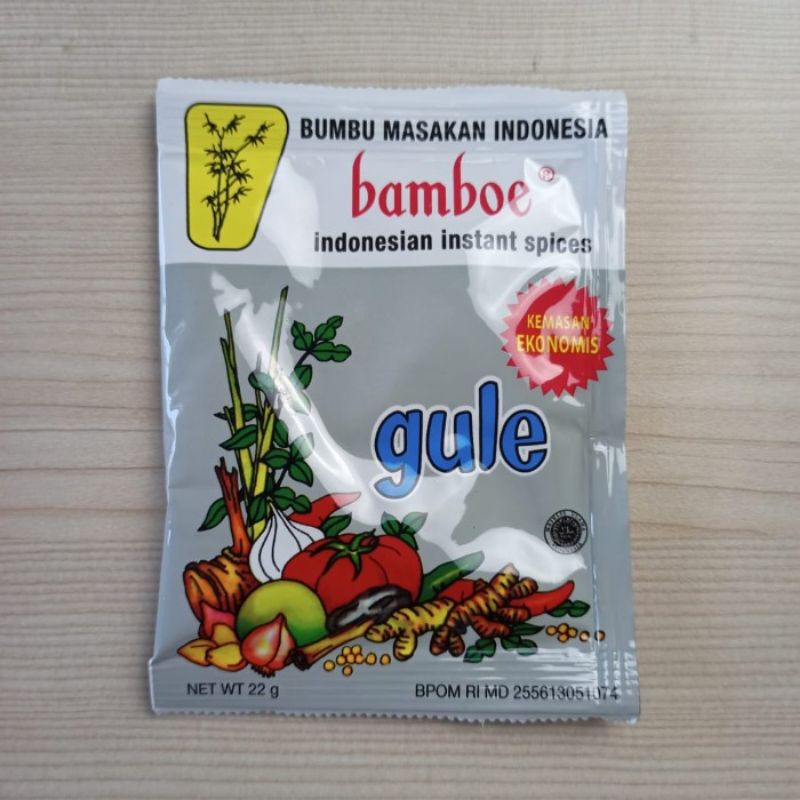 BUMBU MASAKAN INDONESIA
bamboe®
indonesian instant spices
KEMASAN
EKONOMIS
gule
NET WT 22 g
BPOM RI MD 255613051074